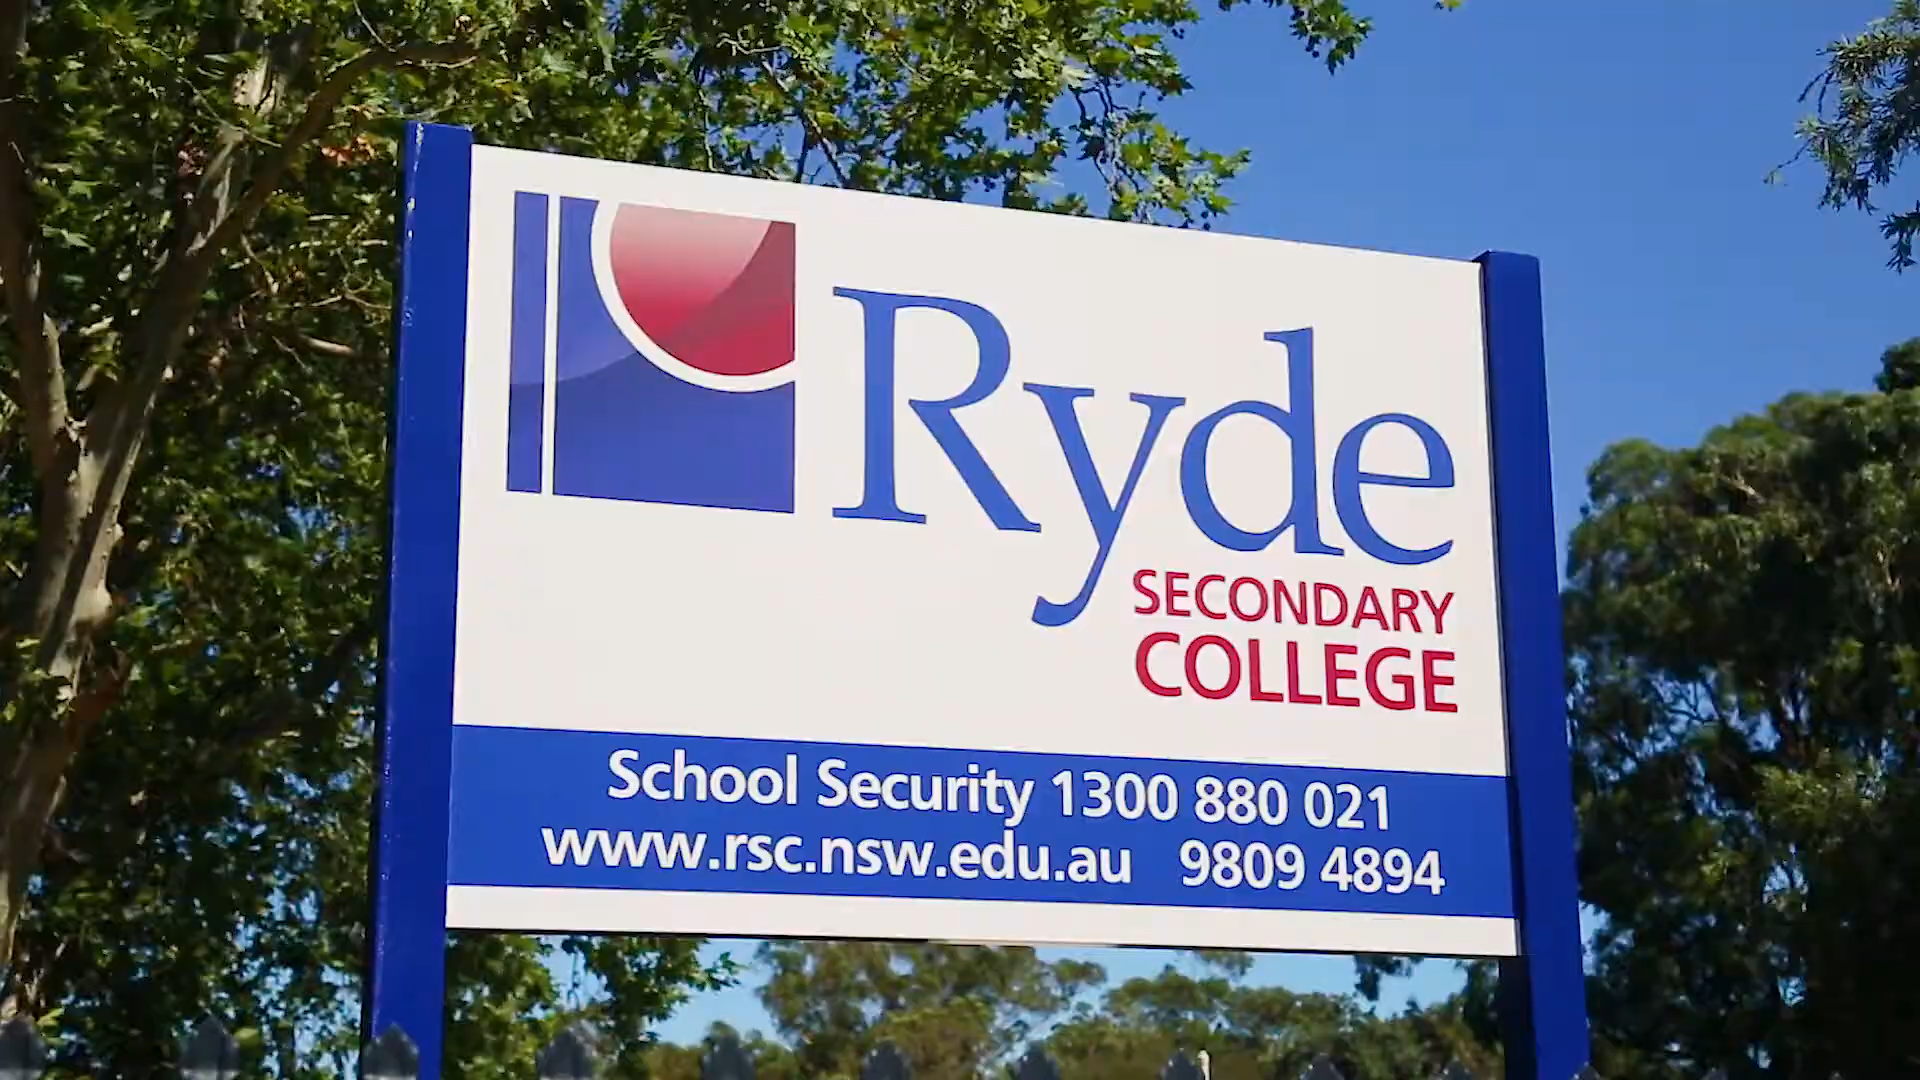 Ryde
SECONDARY
COLLEGE
School Security 1300 880 021
www.rsc.nsw.edu.au 9809 4894